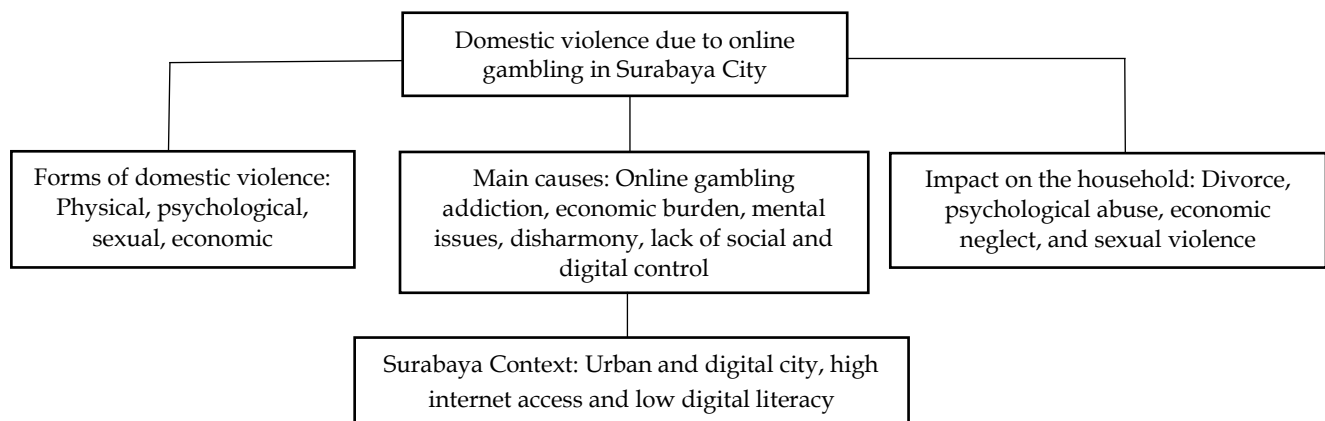 Domestic violence due to online
gambling in Surabaya City
Forms of domestic violence:
Physical, psychological,
sexual, economic
Main causes: Online gambling
addiction, economic burden, mental
issues, disharmony, lack of social and
digital control
Impact on the household: Divorce,
psychological abuse, economic
neglect, and sexual violence
Surabaya Context: Urban and digital city, high
internet access and low digital literacy